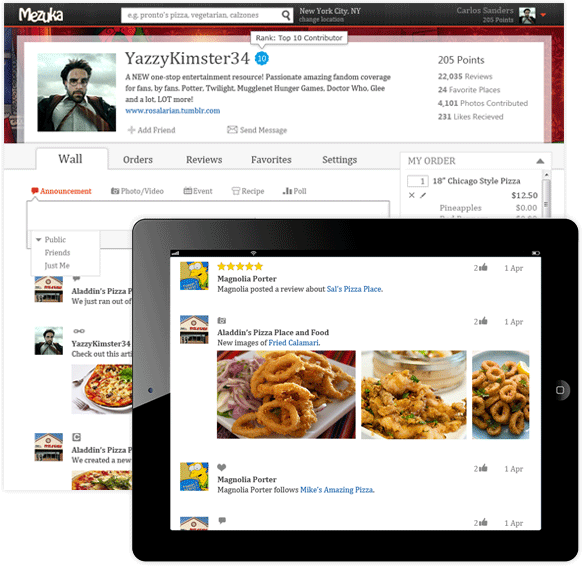 Mezuka
e.g. pronto's pizza, vegetarian, calzones
New York City, NY
change location
Carlos Sanders
205 Points
Rank: Top 10 Contributor
YazzyKimster34
10
A NEW one-stop entertainment resource! Passionate amazing fandom coverage
for fans, by fans. Potter, Twilight, Mugglenet Hunger Games, Doctor Who, Glee
and a lot, LOT more!
www.rosalarian.tumblr.com
Add Friend
Send Message
205 Points
22,035 Reviews
24 Favorite Places
4,101 Photos Contributed
231 Likes Recieved
Wall
Orders
Reviews
Favorites
Settings
MY ORDER
1 18" Chicago Style Pizza
$12.50
Pineapples $0.00
$0.00
Announcement
Photo/Video
Event
Recipe
Poll
Public
Friends
Just Me
Aladdin's Pizza P
We just ran out of
YazzyKimster34
Check out this arti
Aladdin's Pizza P
We created a new
2 1 Apr
Magnolia Porter
Magnolia posted a review about Sal's Pizza Place.
2 1 Apr
Aladdin's Pizza Place and Food
New images of Fried Calamari.
2 1 Apr
Magnolia Porter
Magnolia Porter follows Mike's Amazing Pizza.
2 1 Apr